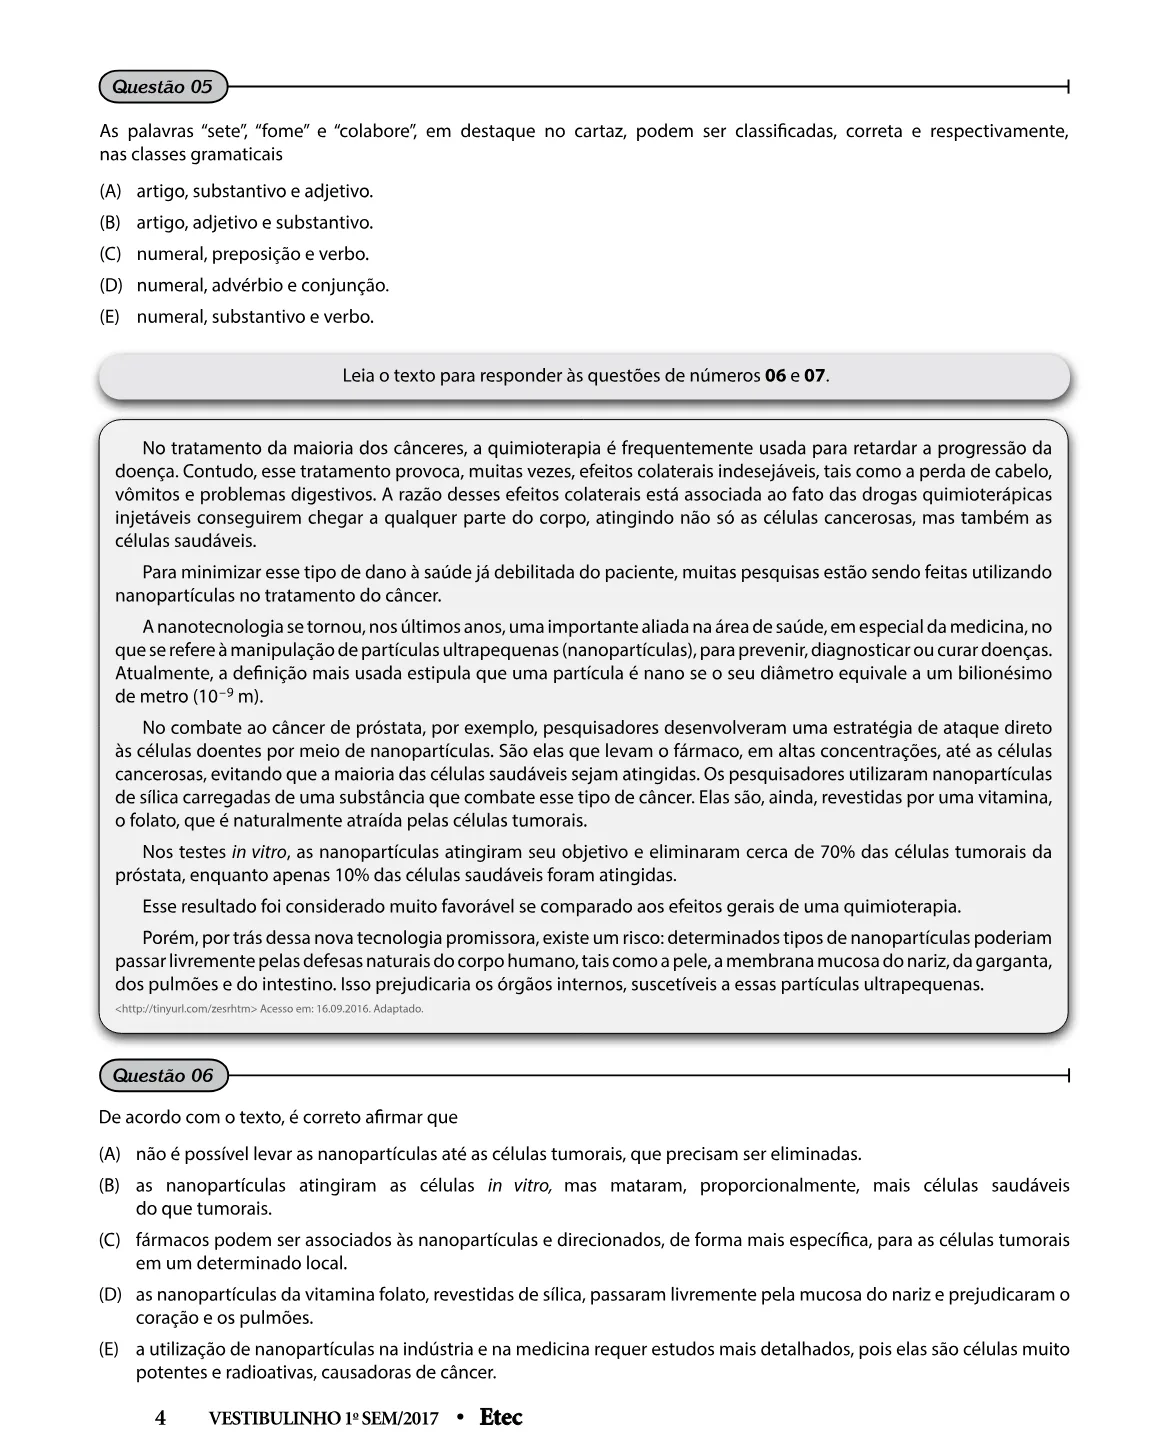 Questão 05
As palavras “sete”, “fome” e “colabore”, em destaque no cartaz, podem ser classificadas, correta e respectivamente,
nas classes gramaticais
(A) artigo, substantivo e adjetivo.
(B) artigo, adjetivo e substantivo.
(C) numeral, preposição e verbo.
(D) numeral, advérbio e conjunção.
(E) numeral, substantivo e verbo.
Leia o texto para responder às questões de números 06 e 07.
No tratamento da maioria dos cânceres, a quimioterapia é frequentemente usada para retardar a progressão da
doença. Contudo, esse tratamento provoca, muitas vezes, efeitos colaterais indesejáveis, tais como a perda de cabelo,
vômitos e problemas digestivos. A razão desses efeitos colaterais está associada ao fato das drogas quimioterápicas
injetáveis conseguirem chegar a qualquer parte do corpo, atingindo não só as células cancerosas, mas também as
células saudáveis.
Para minimizar esse tipo de dano à saúde já debilitada do paciente, muitas pesquisas estão sendo feitas utilizando
nanopartículas no tratamento do câncer.
A nanotecnologia se tornou, nos últimos anos, uma importante aliada na área de saúde, em especial da medicina, no
que se refere à manipulação de partículas ultrapequenas (nanopartículas), para prevenir, diagnosticar ou curar doenças.
Atualmente, a definição mais usada estipula que uma partícula é nano se o seu diâmetro equivale a um bilionésimo
de metro (10⁻⁹ m).
No combate ao câncer de próstata, por exemplo, pesquisadores desenvolveram uma estratégia de ataque direto
às células doentes por meio de nanopartículas. São elas que levam o fármaco, em altas concentrações, até as células
cancerosas, evitando que a maioria das células saudáveis sejam atingidas. Os pesquisadores utilizaram nanopartículas
de sílica carregadas de uma substância que combate esse tipo de câncer. Elas são, ainda, revestidas por uma vitamina,
o folato, que é naturalmente atraída pelas células tumorais.
Nos testes in vitro, as nanopartículas atingiram seu objetivo e eliminaram cerca de 70% das células tumorais da
próstata, enquanto apenas 10% das células saudáveis foram atingidas.
Esse resultado foi considerado muito favorável se comparado aos efeitos gerais de uma quimioterapia.
Porém, por trás dessa nova tecnologia promissora, existe um risco: determinados tipos de nanopartículas poderiam
passar livremente pelas defesas naturais do corpo humano, tais como a pele, a membrana mucosa do nariz, da garganta,
dos pulmões e do intestino. Isso prejudicaria os órgãos internos, suscetíveis a essas partículas ultrapequenas.
<http://tinyurl.com/zesrhtm> Acesso em: 16.09.2016. Adaptado.
Questão 06
De acordo com o texto, é correto afirmar que
(A) não é possível levar as nanopartículas até as células tumorais, que precisam ser eliminadas.
(B) as nanopartículas atingiram as células in vitro, mas mataram, proporcionalmente, mais células saudáveis
do que tumorais.
(C) fármacos podem ser associados às nanopartículas e direcionados, de forma mais específica, para as células tumorais
em um determinado local.
(D) as nanopartículas da vitamina folato, revestidas de sílica, passaram livremente pela mucosa do nariz e prejudicaram o
coração e os pulmões.
(E) a utilização de nanopartículas na indústria e na medicina requer estudos mais detalhados, pois elas são células muito
potentes e radioativas, causadoras de câncer.
4 VESTIBULINHO 1º SEM/2017 • Etec